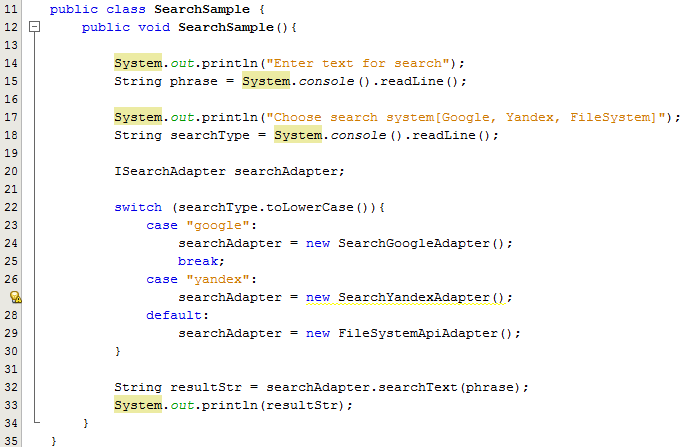 11 public class SearchSample {
12 public void SearchSample(){
13
14 System.out.println("Enter text for search");
15 String phrase = System.console().readLine();
16
17 System.out.println("Choose search system[Google, Yandex, FileSystem]");
18 String searchType = System.console().readLine();
19
20 ISearchAdapter searchAdapter;
21
22 switch (searchType.toLowerCase()){
23 case "google":
24 searchAdapter = new SearchGoogleAdapter();
25 break;
26 case "yandex":
searchAdapter = new SearchYandexAdapter();
28 default:
29 searchAdapter = new FileSystemApiAdapter();
30 }
31
32 String resultStr = searchAdapter.searchText(phrase);
33 System.out.println(resultStr);
34 }
35 }